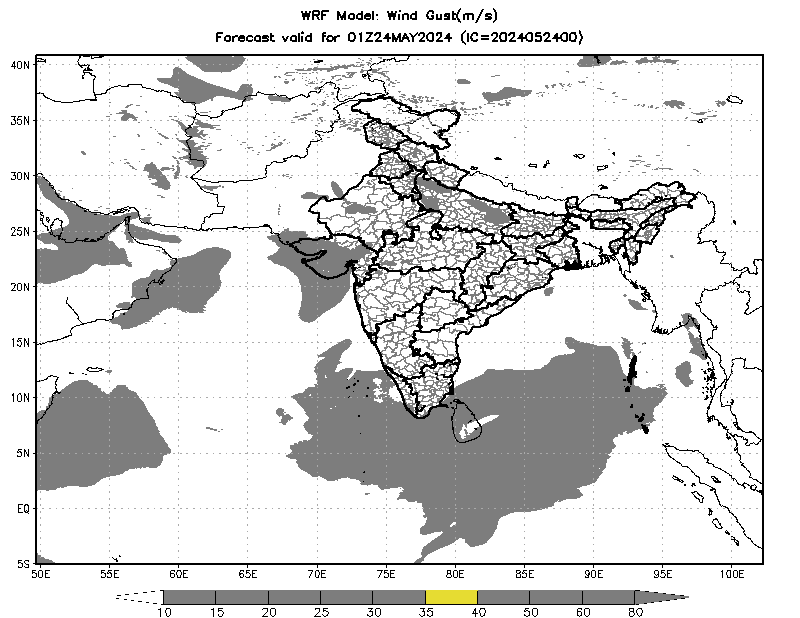 WRF Model: Wind Gust(m/s)
Forecast valid for 01Z24MAY2024 (IC=2024052400)
40N
35N
30N
25N
20N
15N
10N
5N
EQ
5S
50E 55E 60E 65E 70E 75E 80E 85E 90E 95E 100E
10 15 20 25 30 35 40 50 60 80